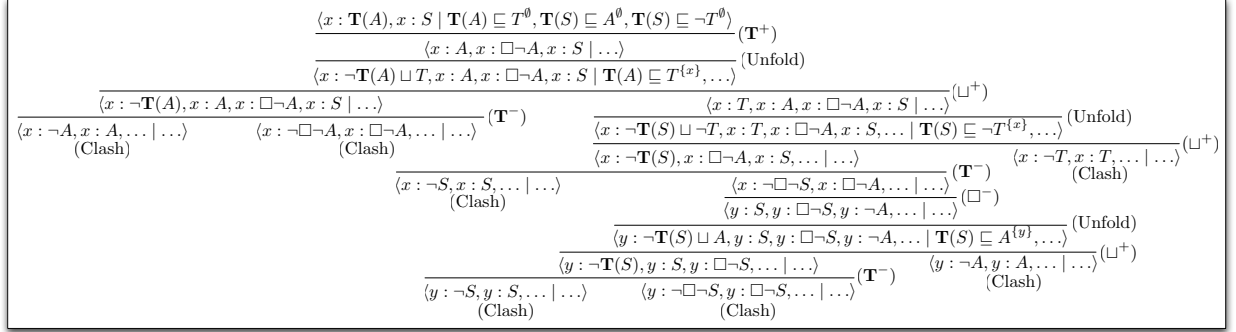 ⟨x : T(A), x : S | T(A) ⊑ T^∅, T(S) ⊑ A^∅, T(S) ⊑ ¬T^∅⟩
(T⁺)
⟨x : A, x : □¬A, x : S | …⟩
(Unfold)
⟨x : ¬T(A) ⊔ T, x : A, x : □¬A, x : S | T(A) ⊑ T^{x}, …⟩
(⊔⁺)
⟨x : ¬T(A), x : A, x : □¬A, x : S | …⟩ ⟨x : T, x : A, x : □¬A, x : S | …⟩
(T⁻) (Unfold)
⟨x : ¬A, x : A, … | …⟩ ⟨x : ¬□¬A, x : □¬A, … | …⟩ ⟨x : ¬T(S) ⊔ ¬T, x : T, x : □¬A, x : S, … | T(S) ⊑ ¬T^{x}, …⟩
(Clash) (Clash) (⊔⁺)
⟨x : ¬T(S), x : □¬A, x : S, … | …⟩ ⟨x : ¬T, x : T, … | …⟩
(T⁻) (Clash)
⟨x : ¬S, x : S, … | …⟩ ⟨x : ¬□¬S, x : □¬A, … | …⟩
(Clash) (□⁻)
⟨y : S, y : □¬S, y : ¬A, … | …⟩
(Unfold)
⟨y : ¬T(S) ⊔ A, y : S, y : □¬S, y : ¬A, … | T(S) ⊑ A^{y}, …⟩
(⊔⁺)
⟨y : ¬T(S), y : S, y : □¬S, … | …⟩ ⟨y : ¬A, y : A, … | …⟩
(T⁻) (Clash)
⟨y : ¬S, y : S, … | …⟩ ⟨y : ¬□¬S, y : □¬S, … | …⟩
(Clash) (Clash)